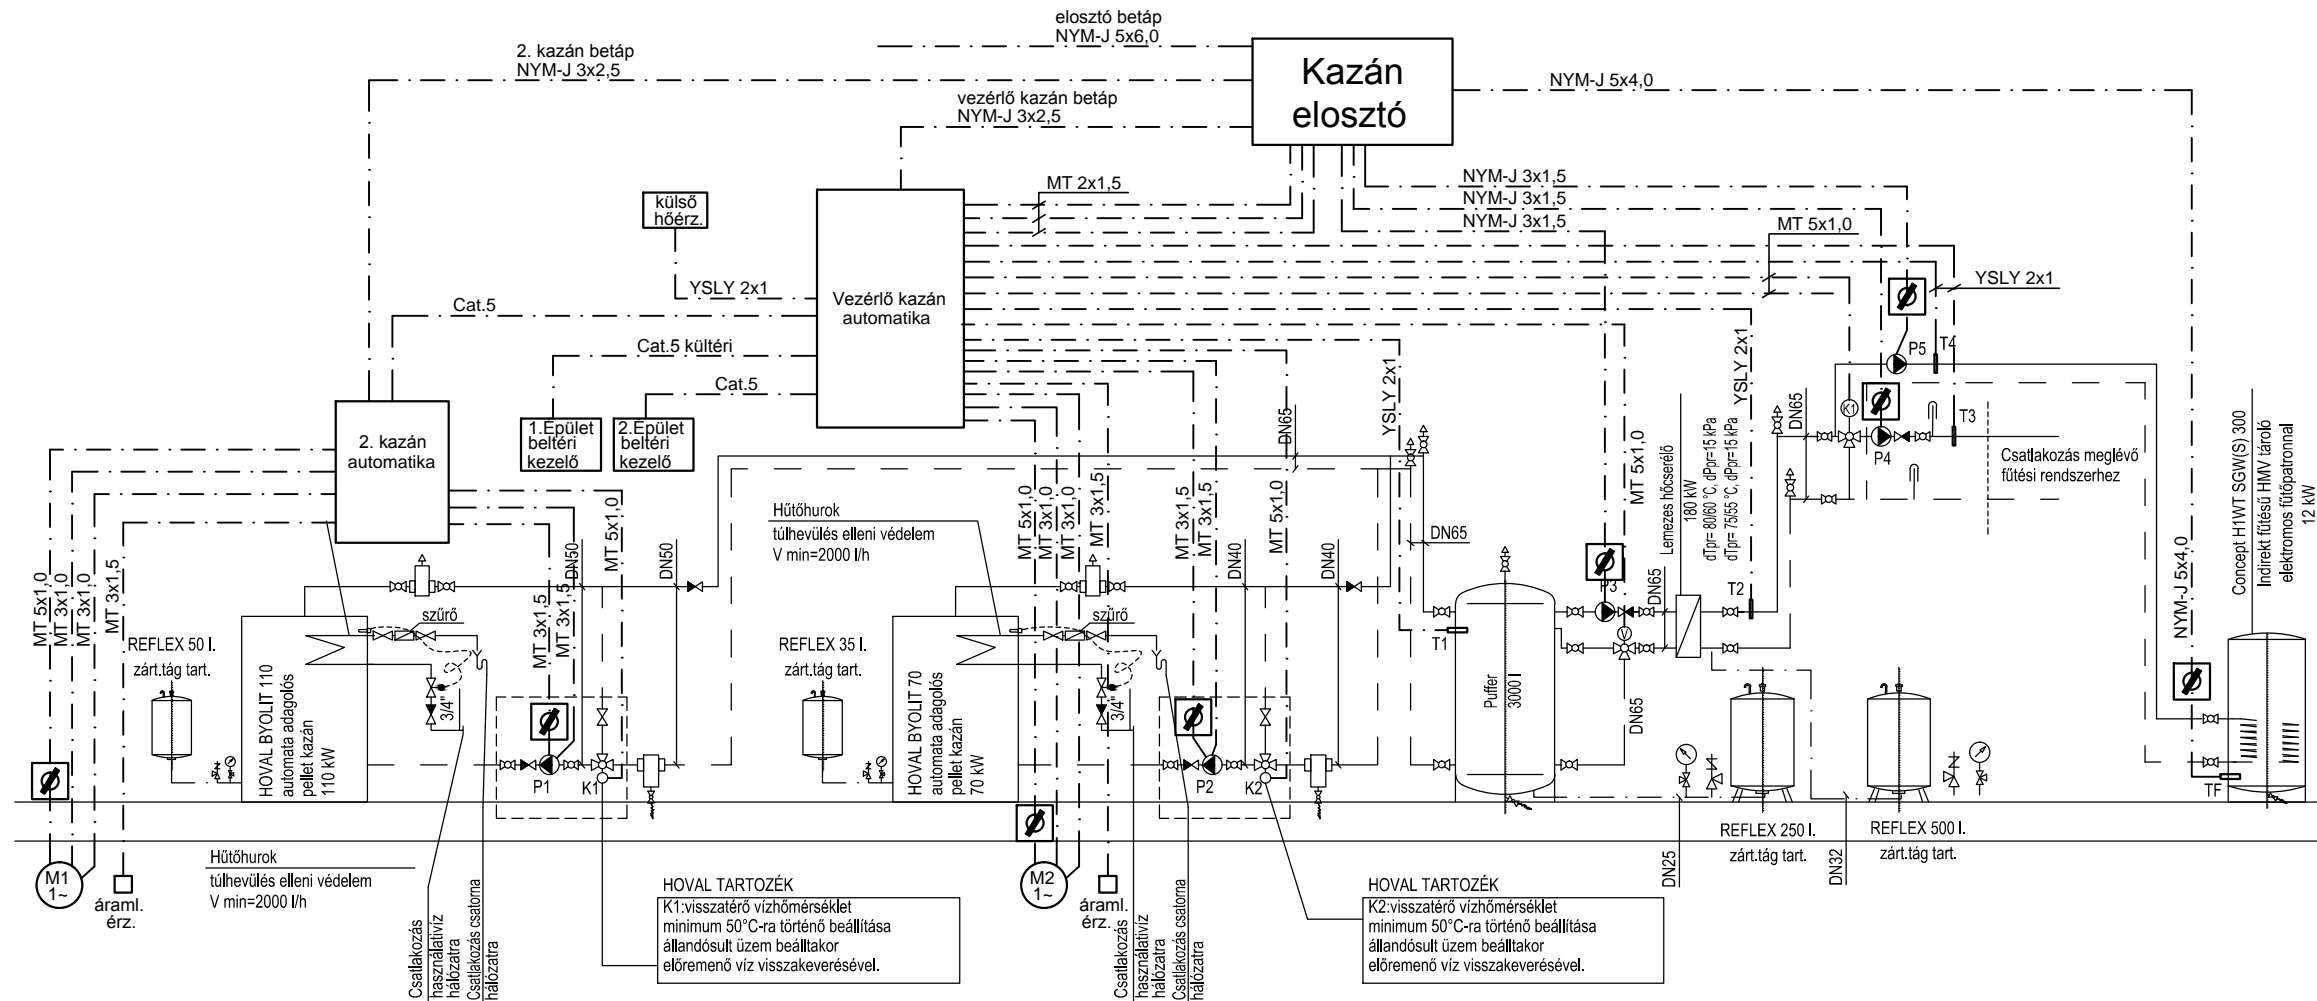 elosztó betáp
NYM-J 5x6,0
2. kazán betáp
NYM-J 3x2,5
Kazán
elosztó
NYM-J 5x4,0
vezérlő kazán betáp
NYM-J 3x2,5
MT 2x1,5
NYM-J 3x1,5
NYM-J 3x1,5
NYM-J 3x1,5
MT 5x1,0
külső
hőérz.
YSLY 2x1
YSLY 2x1
Vezérlő kazán
automatika
Cat.5
Cat.5 kültéri
Cat.5
2. kazán
automatika
1.Épület
beltéri
kezelő
2.Épület
beltéri
kezelő
MT 5x1,0
MT 3x1,0
MT 3x1,0
MT 3x1,5
MT 3x1,5
MT 3x1,5
MT 5x1,0
DN50
DN50
Hűtőhurok
túlhevülés elleni védelem
V min=2000 l/h
MT 5x1,0
MT 3x1,0
MT 3x1,0
MT 3x1,5
MT 3x1,5
MT 3x1,5
MT 5x1,0
DN40
DN40
DN65
YSLY 2x1
DN65
MT 5x1,0
YSLY 2x1
Lemezes hőcserélő
180 kW
dTpr= 80/60 °C, dPpr=15 kPa
dTpr= 75/55 °C, dPpr=15 kPa
DN65
DN65
P5
T4
K1
P4
T3
Csatlakozás meglévő
fűtési rendszerhez
NYM-J 5x4,0
Concept H1WT SGW(S) 300
Indirekt fűtésű HMV tároló
elektromos fűtőpatronnal
12 kW
REFLEX 50 l.
zárt.tág tart.
HOVAL BYOLIT 110
automata adagolós
pellet kazán
110 kW
szűrő
3/4"
P1
K1
REFLEX 35 l.
zárt.tág tart.
HOVAL BYOLIT 70
automata adagolós
pellet kazán
70 kW
szűrő
3/4"
P2
K2
T1
Puffer
3000 l
P3
V
T2
DN65
TF
REFLEX 250 l.
zárt.tág tart.
REFLEX 500 l.
zárt.tág tart.
DN25
DN32
M1
1~
áraml.
érz.
Hűtőhurok
túlhevülés elleni védelem
V min=2000 l/h
Csatlakozás
használativíz
hálózatra
Csatlakozás csatorna
hálózatra
HOVAL TARTOZÉK
K1:visszatérő vízhőmérséklet
minimum 50°C-ra történő beállítása
állandósult üzem beálltakor
előremenő víz visszakeverésével.
M2
1~
áraml.
érz.
Csatlakozás
használativíz
hálózatra
Csatlakozás csatorna
hálózatra
HOVAL TARTOZÉK
K2:visszatérő vízhőmérséklet
minimum 50°C-ra történő beállítása
állandósult üzem beálltakor
előremenő víz visszakeverésével.